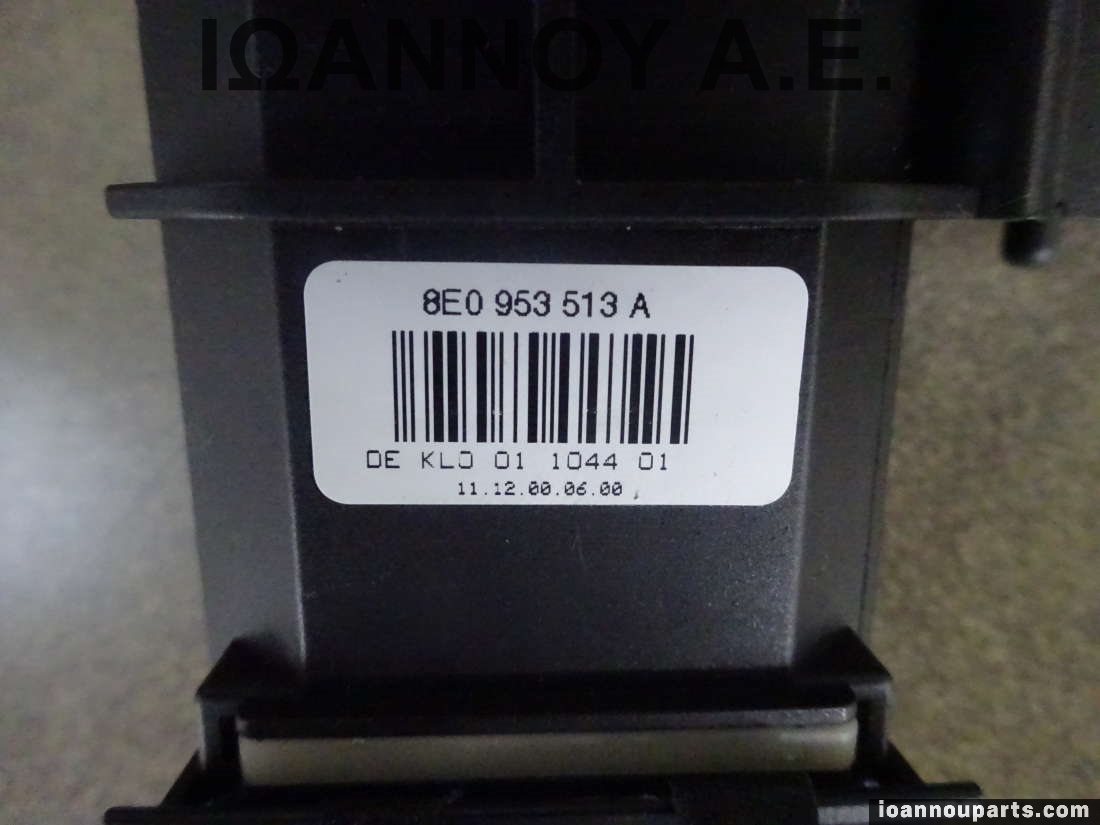 ΙΩΑΝΝΟΥ Α.Ε.
8E0 953 513 A
DE KLO 01 1044 01
11.12.00.06.00
ioannouparts.com